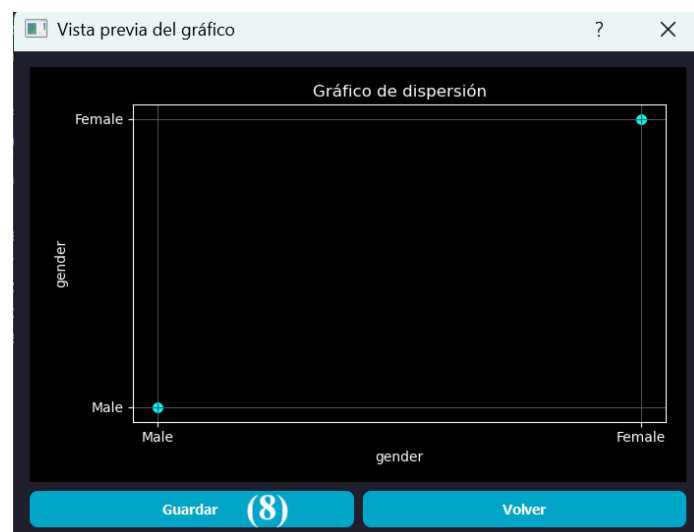 Vista previa del gráfico ?
Gráfico de dispersión
Female
gender
Male
Male Female
gender
Guardar (8) Volver